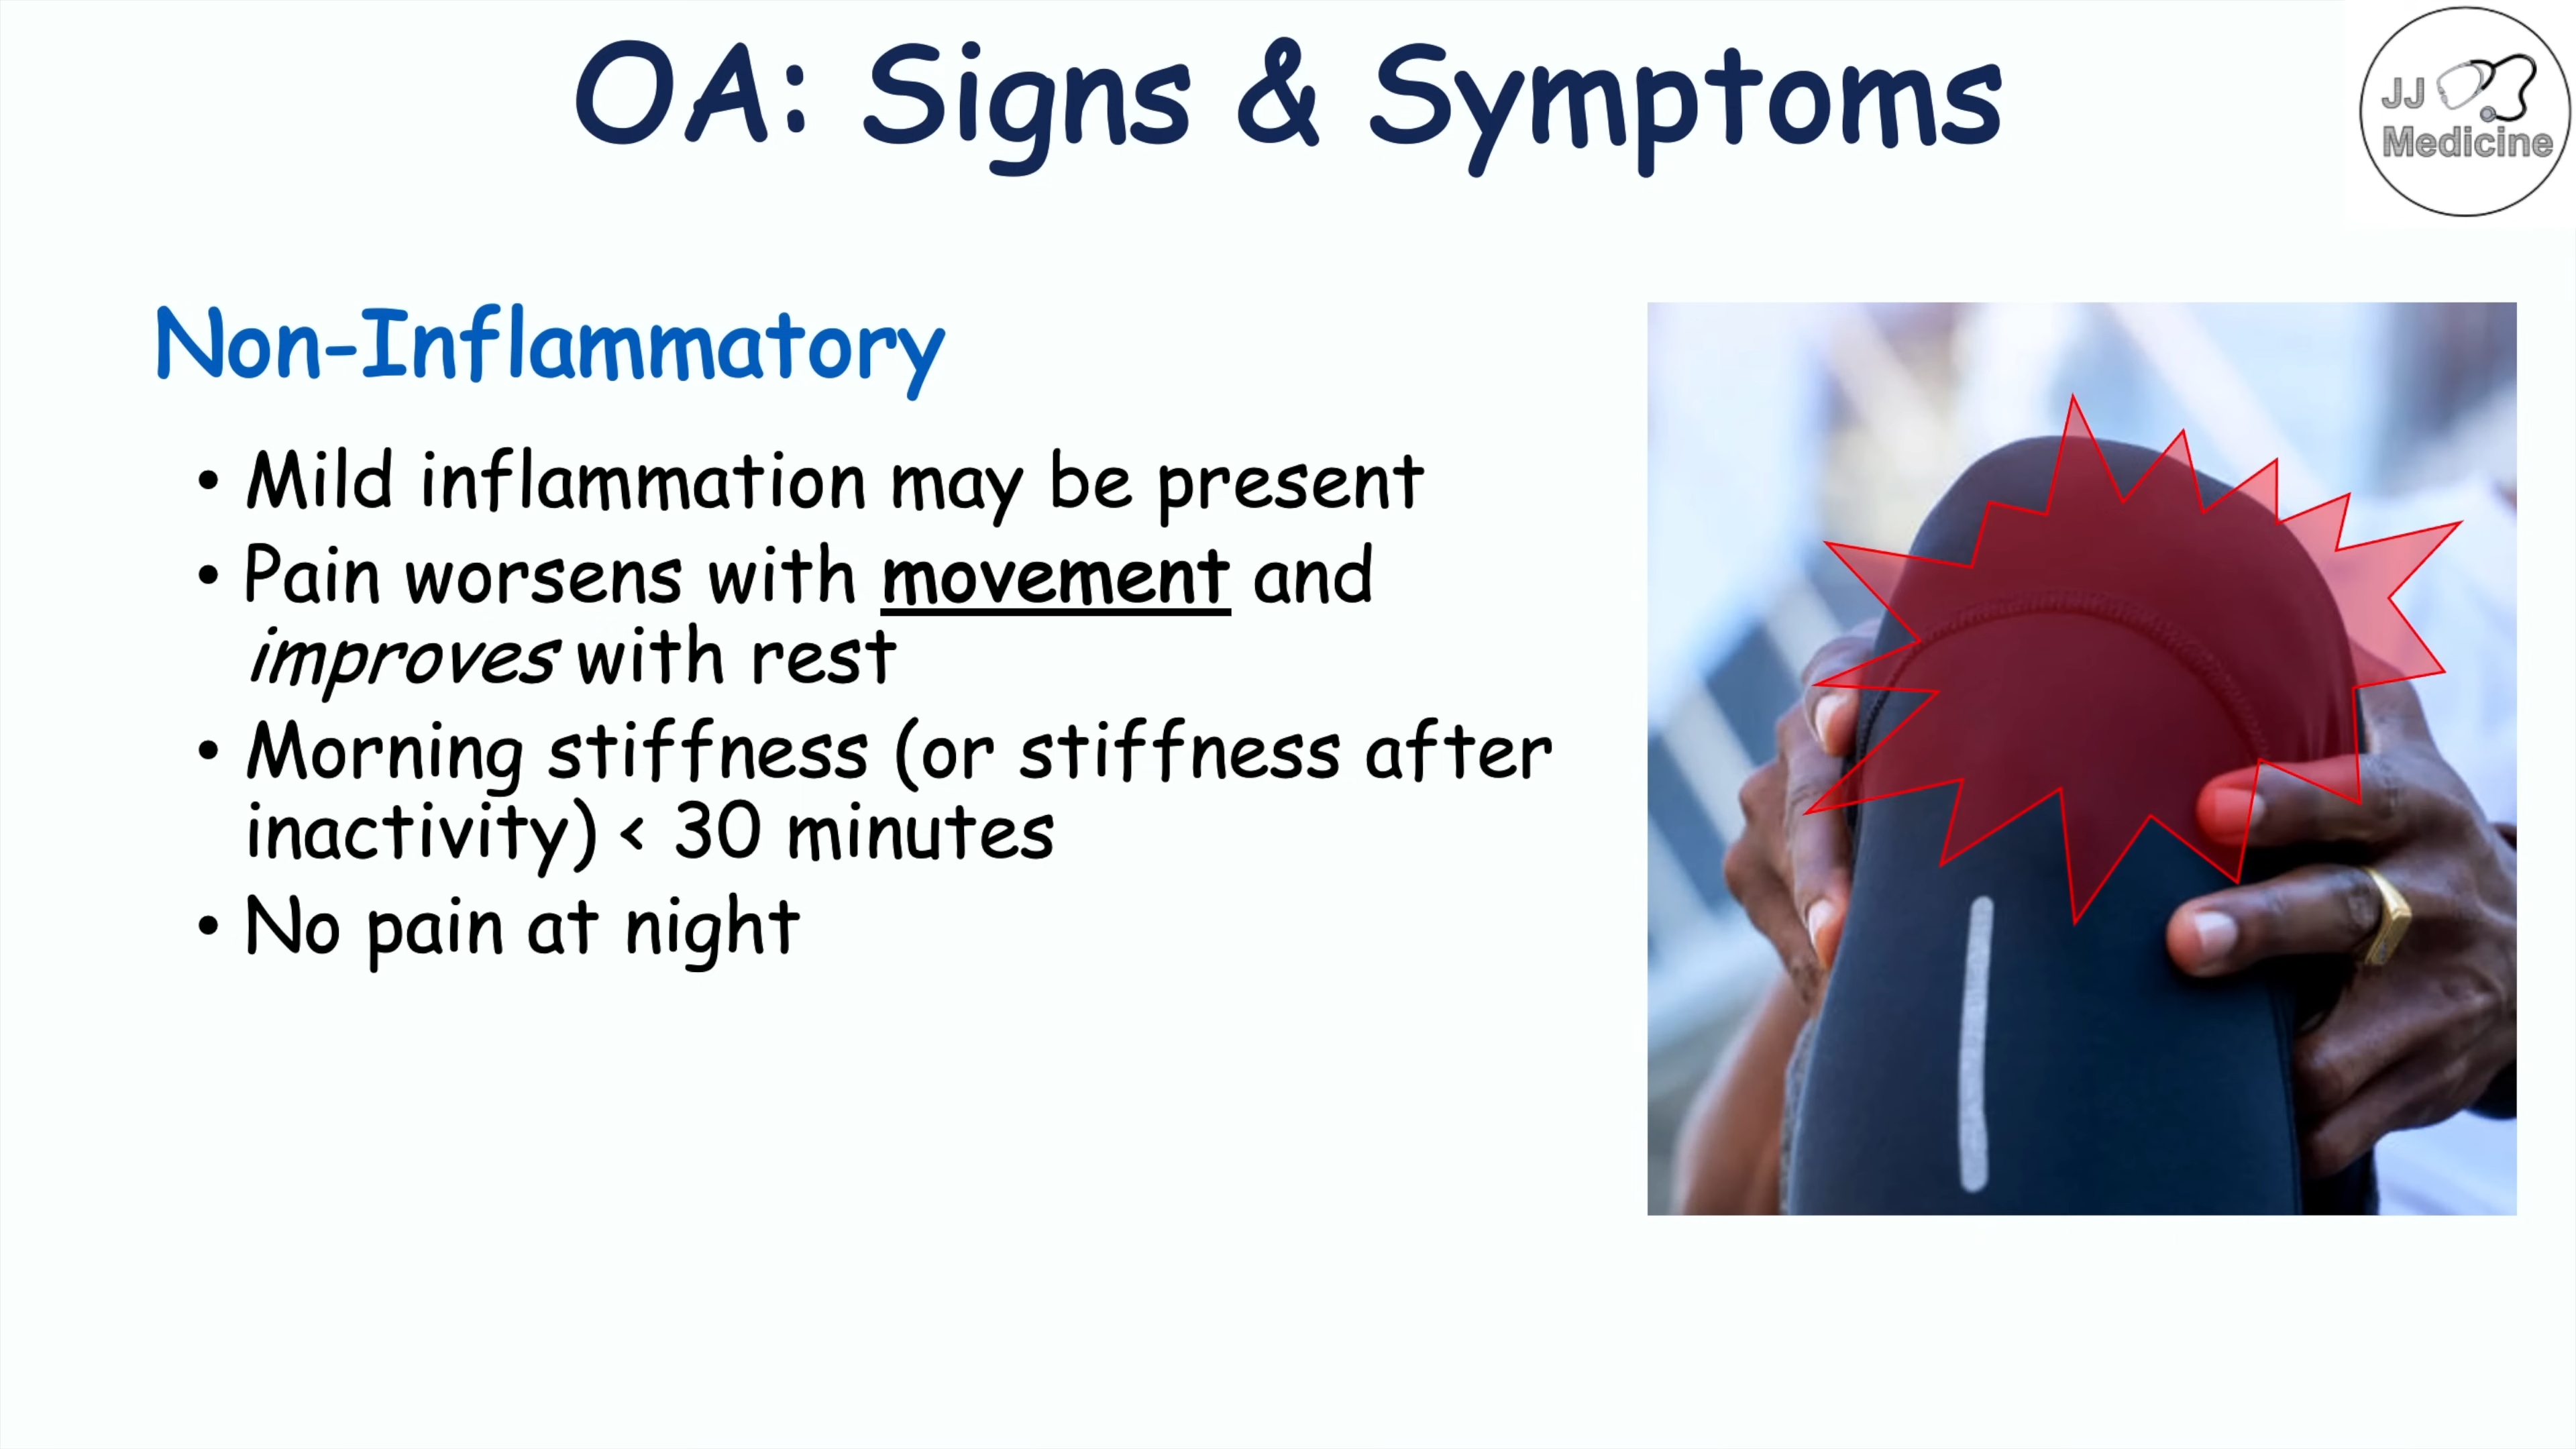 OA: Signs & Symptoms
JJ
Medicine
Non-Inflammatory
• Mild inflammation may be present
• Pain worsens with movement and
improves with rest
• Morning stiffness (or stiffness after
inactivity) < 30 minutes
• No pain at night